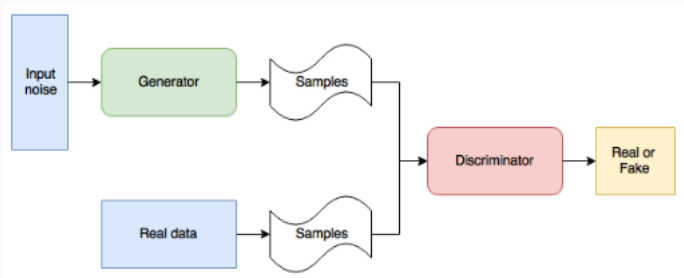 Input
noise
Generator
Samples
Discriminator
Real or
Fake
Real data
Samples